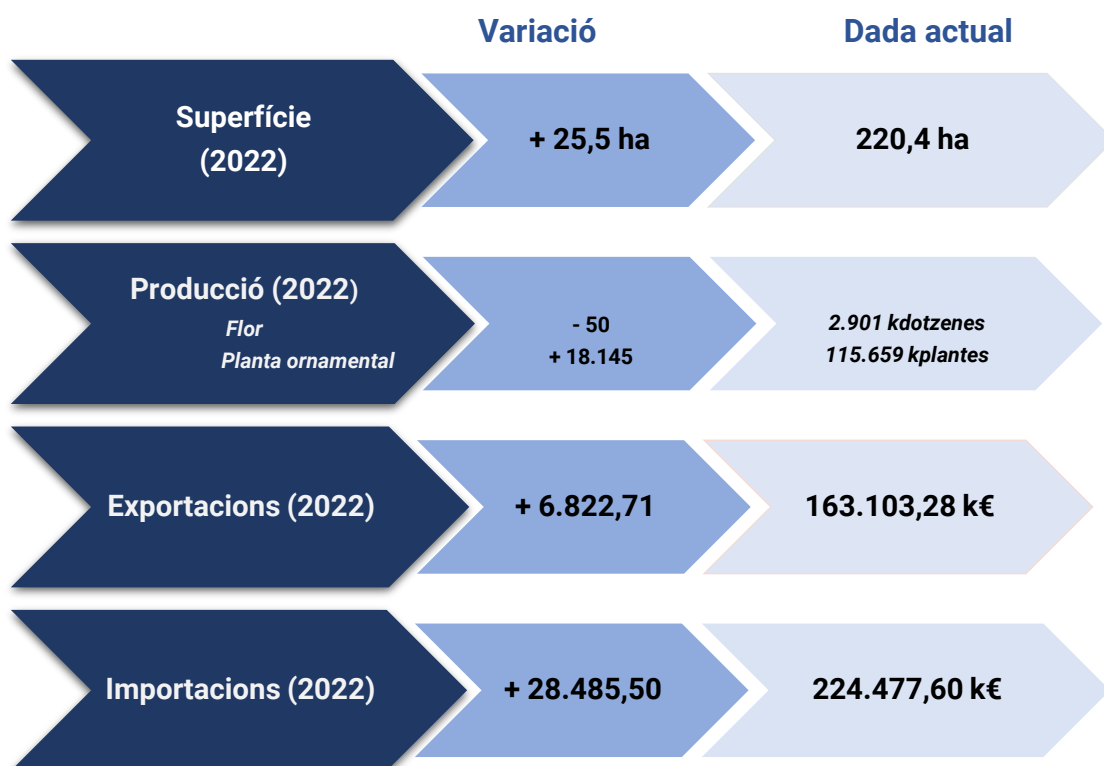 Variació Dada actual
Superfície
(2022)
+ 25,5 ha
220,4 ha
Producció (2022)
Flor
Planta ornamental
- 50
+ 18.145
2.901 kdotzenes
115.659 kplantes
Exportacions (2022)
+ 6.822,71
163.103,28 k€
Importacions (2022)
+ 28.485,50
224.477,60 k€